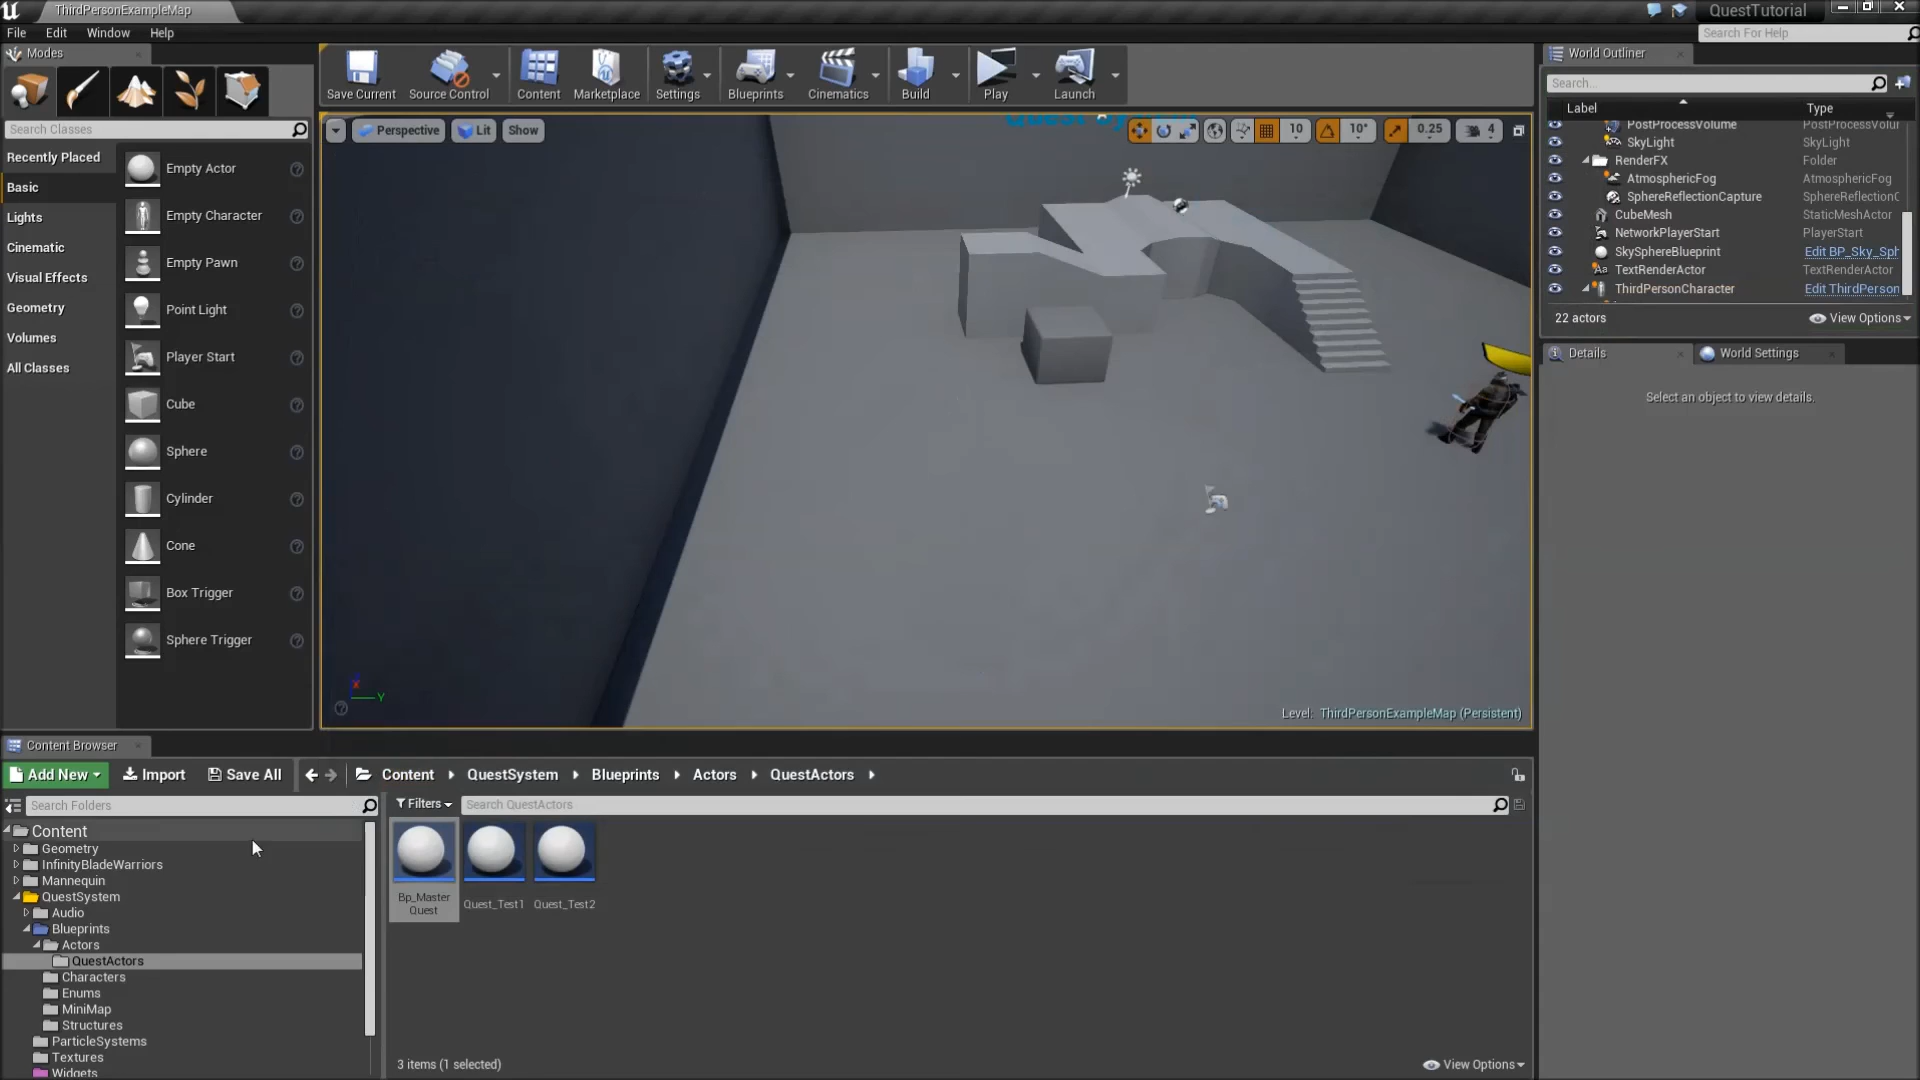 ThirdPersonExampleMap
QuestTutorial
File Edit Window Help
Search For Help
Modes
Search Classes
Recently Placed
Basic
Lights
Cinematic
Visual Effects
Geometry
Volumes
All Classes
Empty Actor
Empty Character
Empty Pawn
Point Light
Player Start
Cube
Sphere
Cylinder
Cone
Box Trigger
Sphere Trigger
Save Current
Source Control
Content
Marketplace
Settings
Blueprints
Cinematics
Build
Play
Launch
Perspective
Lit
Show
10
10°
0.25
4
X
Y
Level: ThirdPersonExampleMap (Persistent)
World Outliner
Search...
Label Type
PostProcessVolume PostProcessVolur
SkyLight SkyLight
RenderFX Folder
AtmosphericFog AtmosphericFog
SphereReflectionCapture SphereReflectionC
CubeMesh StaticMeshActor
NetworkPlayerStart PlayerStart
SkySphereBlueprint Edit BP_Sky_Sph
Aa TextRenderActor TextRenderActor
ThirdPersonCharacter Edit ThirdPerson
22 actors
View Options
Details
World Settings
Select an object to view details.
Content Browser
Add New Import Save All
Content QuestSystem Blueprints Actors QuestActors
Search Folders
Filters
Search QuestActors
Content
Geometry
InfinityBladeWarriors
Mannequin
QuestSystem
Audio
Blueprints
Actors
QuestActors
Characters
Enums
MiniMap
Structures
ParticleSystems
Textures
Widgets
Bp_Master
Quest
Quest_Test1
Quest_Test2
3 items (1 selected)
View Options